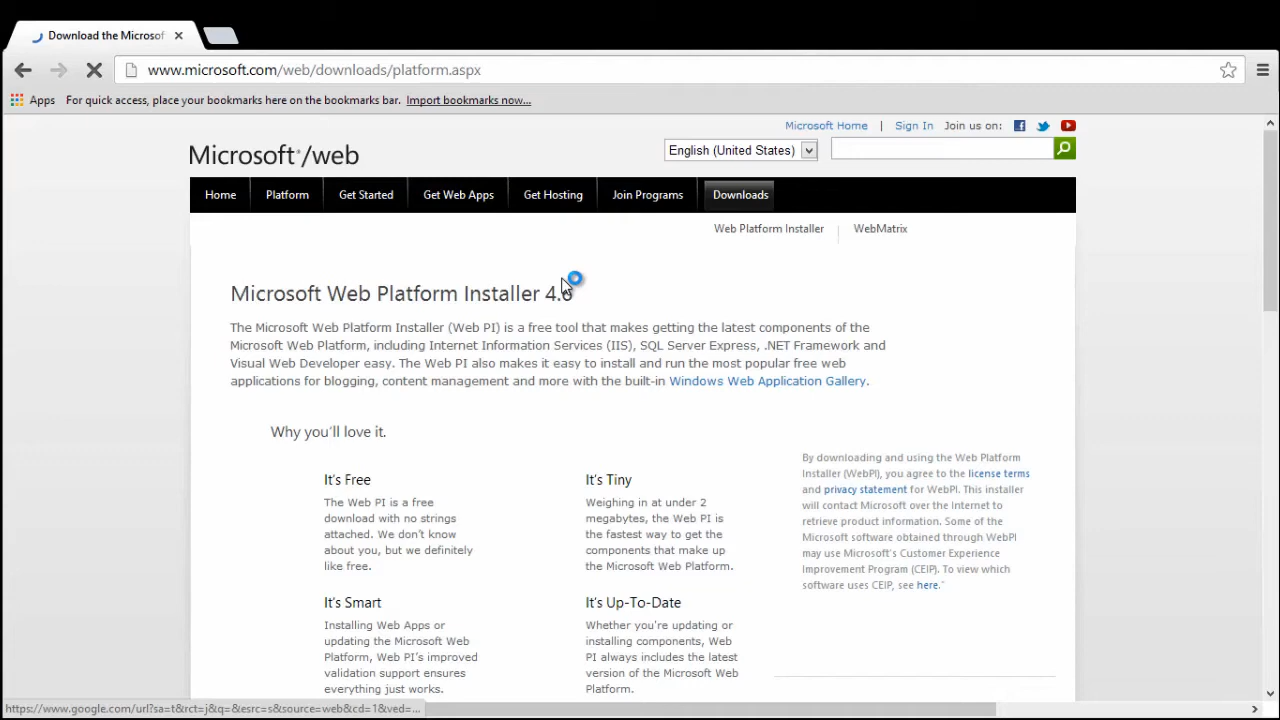 Download the Microsof
www.microsoft.com/web/downloads/platform.aspx
Apps For quick access, place your bookmarks here on the bookmarks bar. Import bookmarks now...
Microsoft Home | Sign In Join us on:
Microsoft®/web
English (United States)
Home Platform Get Started Get Web Apps Get Hosting Join Programs Downloads
Web Platform Installer WebMatrix
Microsoft Web Platform Installer 4.6
The Microsoft Web Platform Installer (Web PI) is a free tool that makes getting the latest components of the
Microsoft Web Platform, including Internet Information Services (IIS), SQL Server Express, .NET Framework and
Visual Web Developer easy. The Web PI also makes it easy to install and run the most popular free web
applications for blogging, content management and more with the built-in Windows Web Application Gallery.
Why you'll love it.
It's Free
The Web PI is a free
download with no strings
attached. We don't know
about you, but we definitely
like free.
It's Tiny
Weighing in at under 2
megabytes, the Web PI is
the fastest way to get the
components that make up
the Microsoft Web Platform.
By downloading and using the Web Platform
Installer (WebPI), you agree to the license terms
and privacy statement for WebPI. This installer
will contact Microsoft over the Internet to
retrieve product information. Some of the
Microsoft software obtained through WebPI
may use Microsoft's Customer Experience
Improvement Program (CEIP). To view which
software uses CEIP, see here."
It's Smart
Installing Web Apps or
updating the Microsoft Web
Platform, Web PI's improved
validation support ensures
everything just works.
It's Up-To-Date
Whether you're updating or
installing components, Web
PI always includes the latest
version of the Microsoft Web
Platform.
https://www.google.com/url?sa=t&rct=j&q=&esrc=s&source=web&cd=1&ved=...